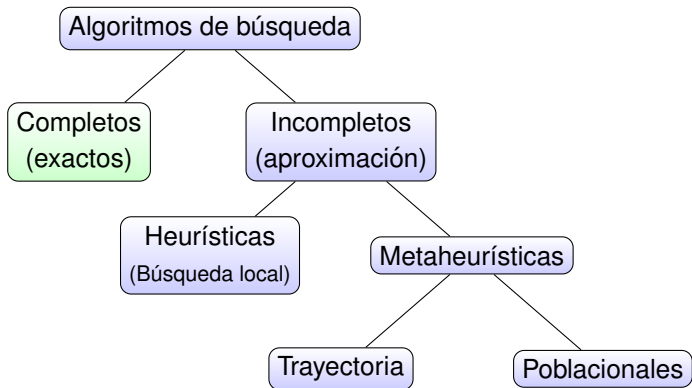 Algoritmos de búsqueda
Completos
(exactos)
Incompletos
(aproximación)
Heurísticas
(Búsqueda local)
Metaheurísticas
Trayectoria
Poblacionales